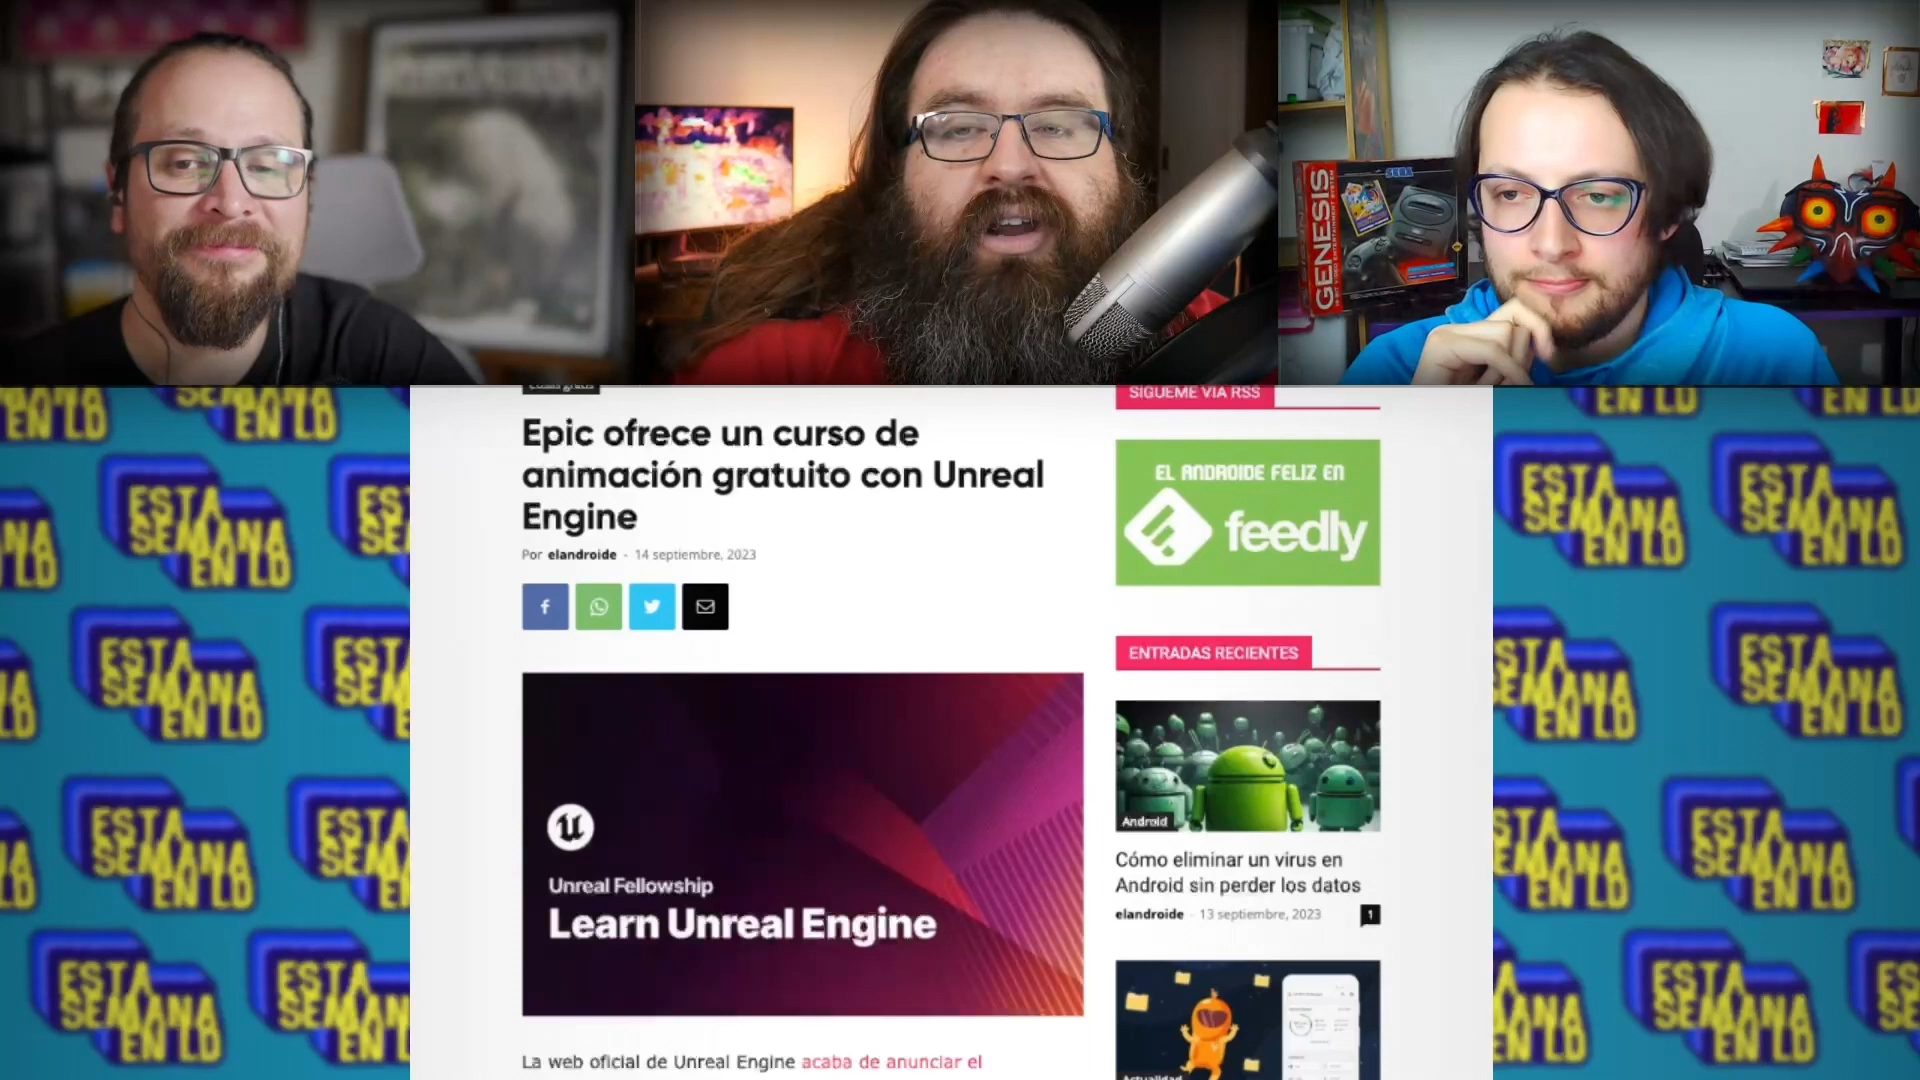 SEGA
GENESIS
SÍGUEME VÍA RSS
Epic ofrece un curso de
animación gratuito con Unreal
Engine
Por elandroide - 14 septiembre, 2023
EL ANDROIDE FELIZ EN
feedly
ENTRADAS RECIENTES
Unreal Fellowship
Learn Unreal Engine
Android
Cómo eliminar un virus en
Android sin perder los datos
elandroide - 13 septiembre, 2023
1
La web oficial de Unreal Engine acaba de anunciar el
Actualidad
ESTA
SEMANA
EN LD